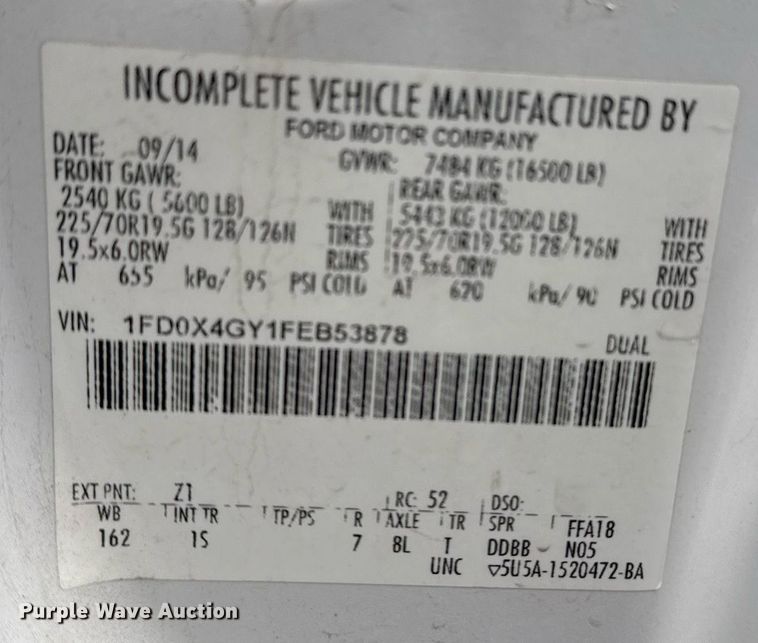 INCOMPLETE VEHICLE MANUFACTURED BY
FORD MOTOR COMPANY
DATE: 09/14 GVWR: 7484 KG (16500 LB)
FRONT GAWR: REAR GAWR:
2540 KG ( 5600 LB) WITH 5443 KG (12000 LB) WITH
225/70R19.5G 128/126N TIRES 225/70R19.5G 128/126N TIRES
19.5x6.0RW RIMS 19.5x6.0RW RIMS
AT 655 kPa/ 95 PSI COLD AT 620 kPa/ 90 PSI COLD
VIN: 1FD0X4GY1FEB53878 DUAL
EXT PNT: Z1 RC: 52 DSO:
WB INT TR TP/PS R AXLE TR SPR FFA18
162 1S 7 8L T DDBB N05
UNC ▽5U5A-1520472-BA
Purple Wave Auction